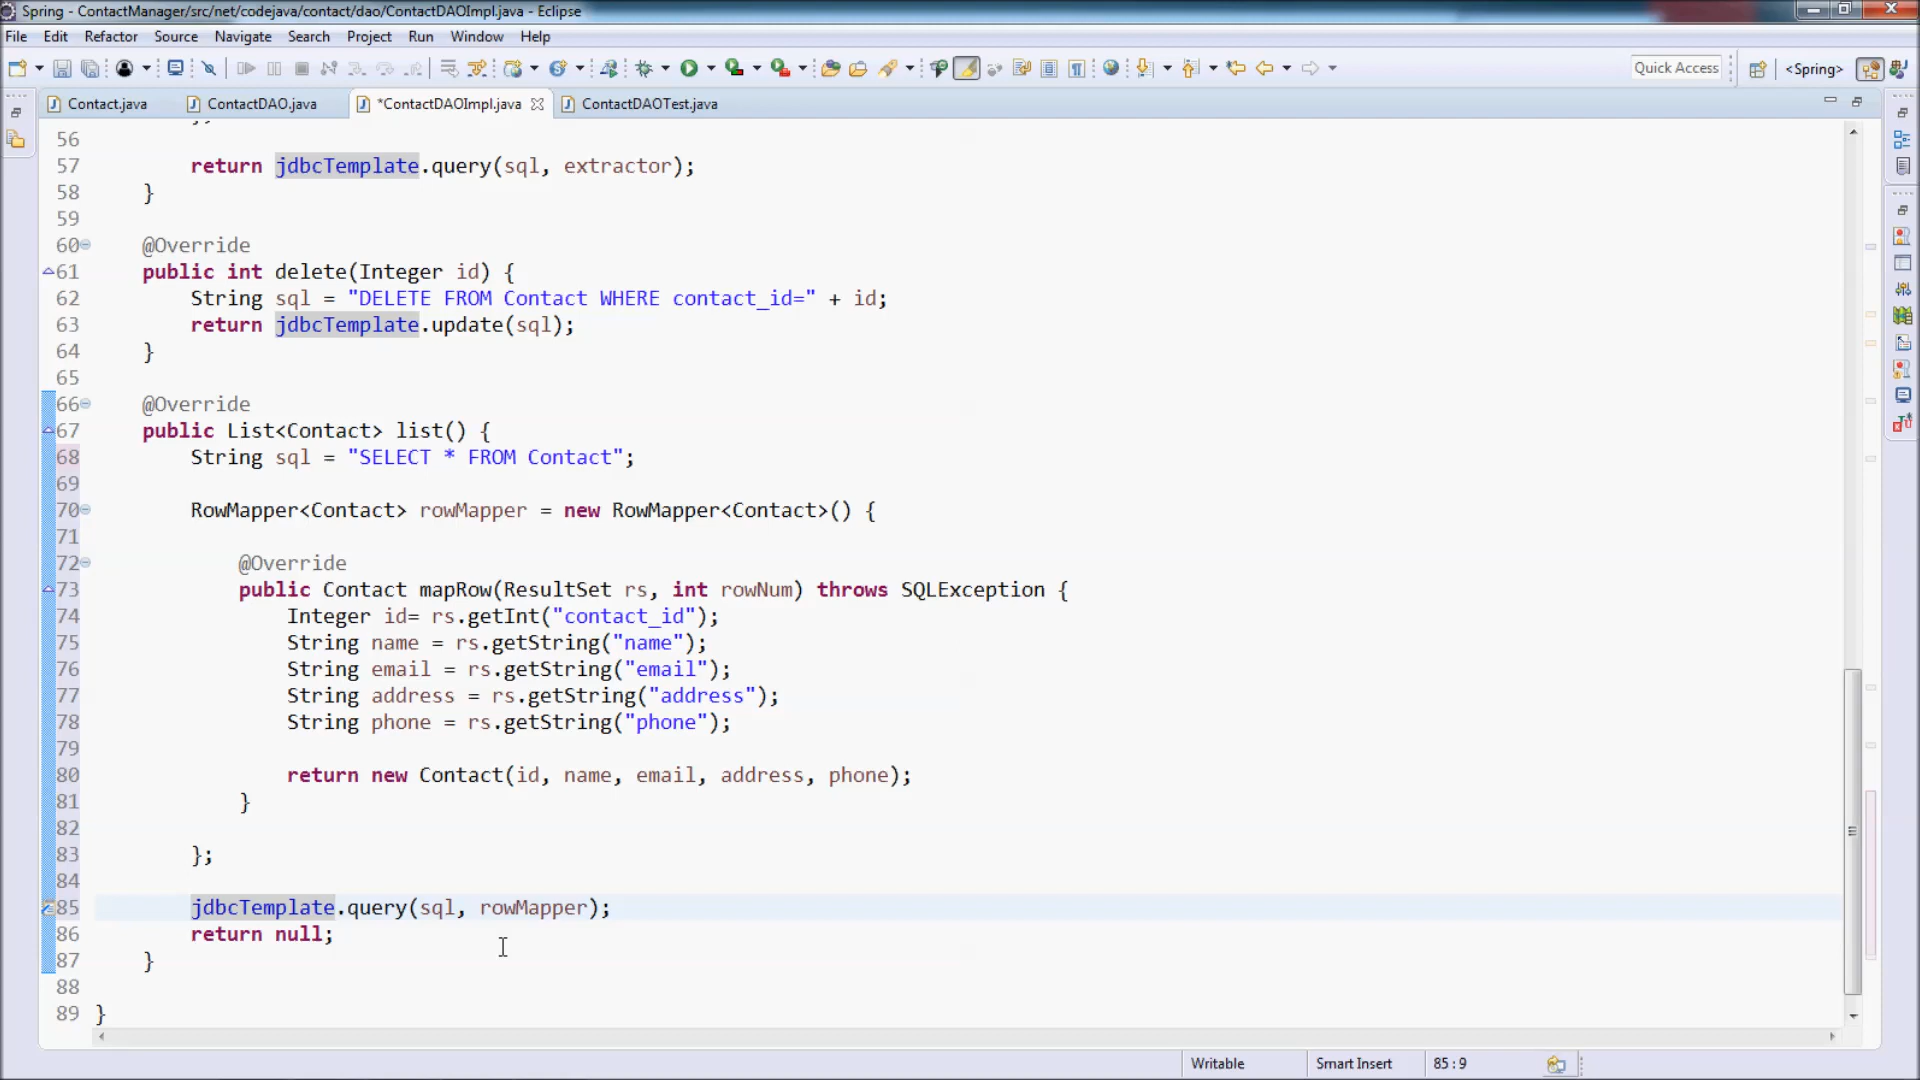 Spring - ContactManager/src/net/codejava/contact/dao/ContactDAOImpl.java - Eclipse
File Edit Refactor Source Navigate Search Project Run Window Help
Quick Access <Spring>
Contact.java ContactDAO.java *ContactDAOImpl.java ContactDAOTest.java
56
57 return jdbcTemplate.query(sql, extractor);
58 }
59
60 @Override
61 public int delete(Integer id) {
62 String sql = "DELETE FROM Contact WHERE contact_id=" + id;
63 return jdbcTemplate.update(sql);
64 }
65
66 @Override
67 public List<Contact> list() {
68 String sql = "SELECT * FROM Contact";
69
70 RowMapper<Contact> rowMapper = new RowMapper<Contact>() {
71
72 @Override
73 public Contact mapRow(ResultSet rs, int rowNum) throws SQLException {
74 Integer id= rs.getInt("contact_id");
75 String name = rs.getString("name");
76 String email = rs.getString("email");
77 String address = rs.getString("address");
78 String phone = rs.getString("phone");
79
80 return new Contact(id, name, email, address, phone);
81 }
82
83 };
84
85 jdbcTemplate.query(sql, rowMapper);
86 return null;
87 }
88
89 }
Writable Smart Insert 85 : 9